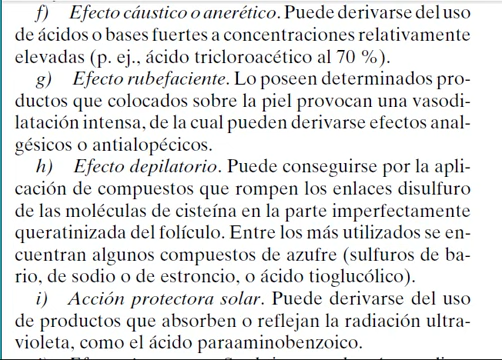 f) Efecto cáustico o anerético. Puede derivarse del uso
de ácidos o bases fuertes a concentraciones relativamente
elevadas (p. ej., ácido tricloroacético al 70 %).
g) Efecto rubefaciente. Lo poseen determinados pro-
ductos que colocados sobre la piel provocan una vasodi-
latación intensa, de la cual pueden derivarse efectos anal-
gésicos o antialopécicos.
h) Efecto depilatorio. Puede conseguirse por la apli-
cación de compuestos que rompen los enlaces disulfuro
de las moléculas de cisteína en la parte imperfectamente
queratinizada del folículo. Entre los más utilizados se en-
cuentran algunos compuestos de azufre (sulfuros de ba-
rio, de sodio o de estroncio, o ácido tioglucólico).
i) Acción protectora solar. Puede derivarse del uso
de productos que absorben o reflejan la radiación ultra-
violeta, como el ácido paraaminobenzoico.